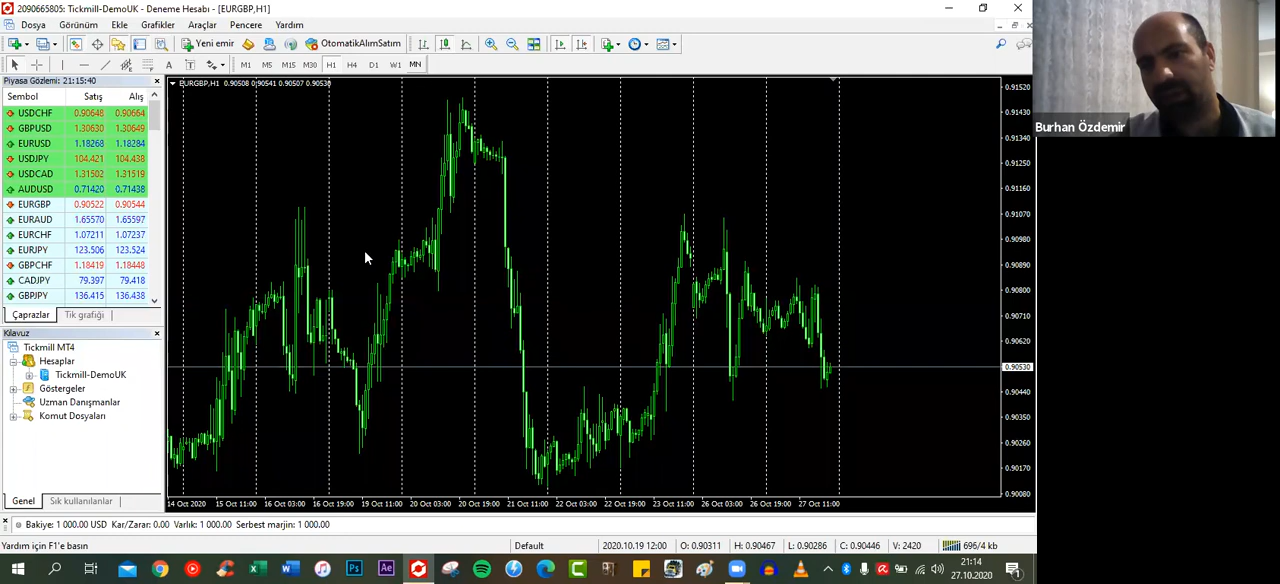 2090665805: Tickmill-DemoUK - Deneme Hesabı - [EURGBP,H1]
Dosya Görünüm Ekle Grafikler Araçlar Pencere Yardım
Yeni emir OtomatikAlımSatım
A T M1 M5 M15 M30 H1 H4 D1 W1 MN
Piyasa Gözlemi: 21:15:40
Sembol Satış Alış
USDCHF 0.90648 0.90664
GBPUSD 1.30630 1.30649
EURUSD 1.18268 1.18284
USDJPY 104.421 104.438
USDCAD 1.31502 1.31519
AUDUSD 0.71420 0.71438
EURGBP 0.90522 0.90544
EURAUD 1.65570 1.65597
EURCHF 1.07211 1.07237
EURJPY 123.506 123.524
GBPCHF 1.18419 1.18448
CADJPY 79.397 79.418
GBPJPY 136.415 136.438
Çaprazlar Tik grafiği
Kılavuz
Tickmill MT4
Hesaplar
Tickmill-DemoUK
Göstergeler
Uzman Danışmanlar
Komut Dosyaları
Genel Sık kullanılanlar
EURGBP,H1 0.90508 0.90541 0.90507 0.90530
0.91520
0.91430
0.91340
0.91250
0.91160
0.91070
0.90980
0.90890
0.90800
0.90710
0.90620
0.90530
0.90440
0.90350
0.90260
0.90170
0.90080
14 Oct 2020 15 Oct 11:00 16 Oct 03:00 16 Oct 19:00 19 Oct 11:00 20 Oct 03:00 20 Oct 19:00 21 Oct 11:00 22 Oct 03:00 22 Oct 19:00 23 Oct 11:00 26 Oct 03:00 26 Oct 19:00 27 Oct 11:00
Bakiye: 1 000.00 USD Kar/Zarar: 0.00 Varlık: 1 000.00 Serbest marjin: 1 000.00
Yardım için F1'e basın Default 2020.10.19 12:00 O: 0.90311 H: 0.90467 L: 0.90286 C: 0.90446 V: 2420 696/4 kb
21:14
27.10.2020
Burhan Özdemir